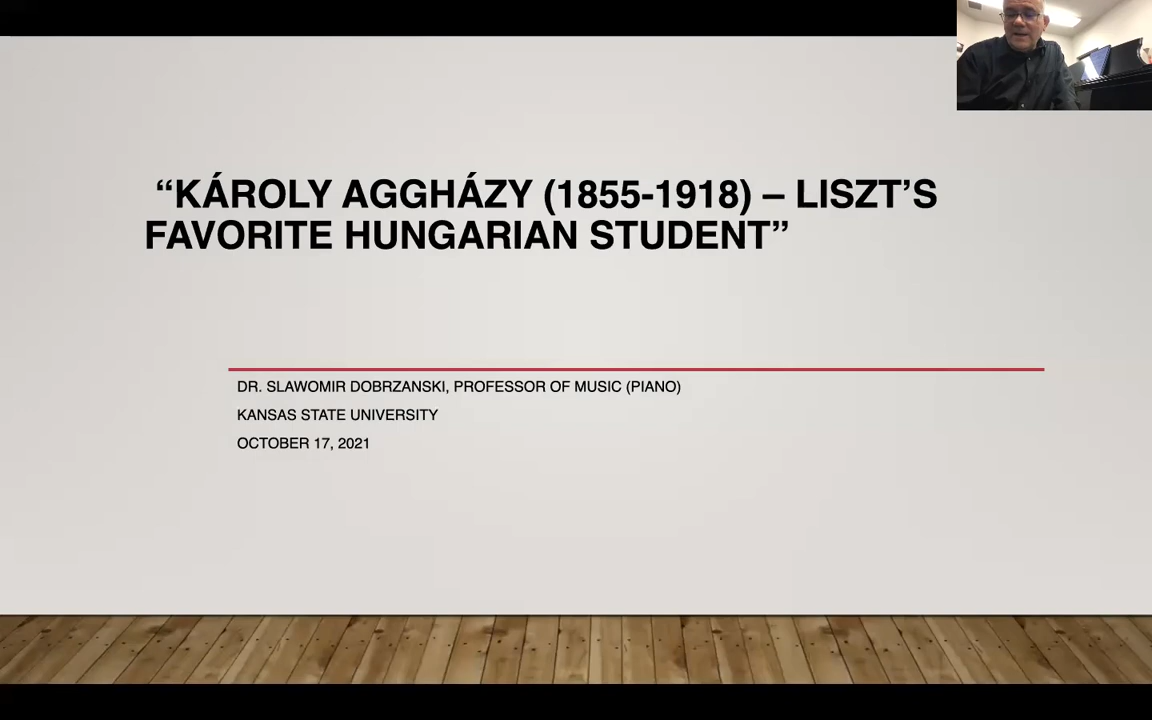 “KÁROLY AGGHÁZY (1855-1918) – LISZT’S
FAVORITE HUNGARIAN STUDENT”
DR. SLAWOMIR DOBRZANSKI, PROFESSOR OF MUSIC (PIANO)
KANSAS STATE UNIVERSITY
OCTOBER 17, 2021